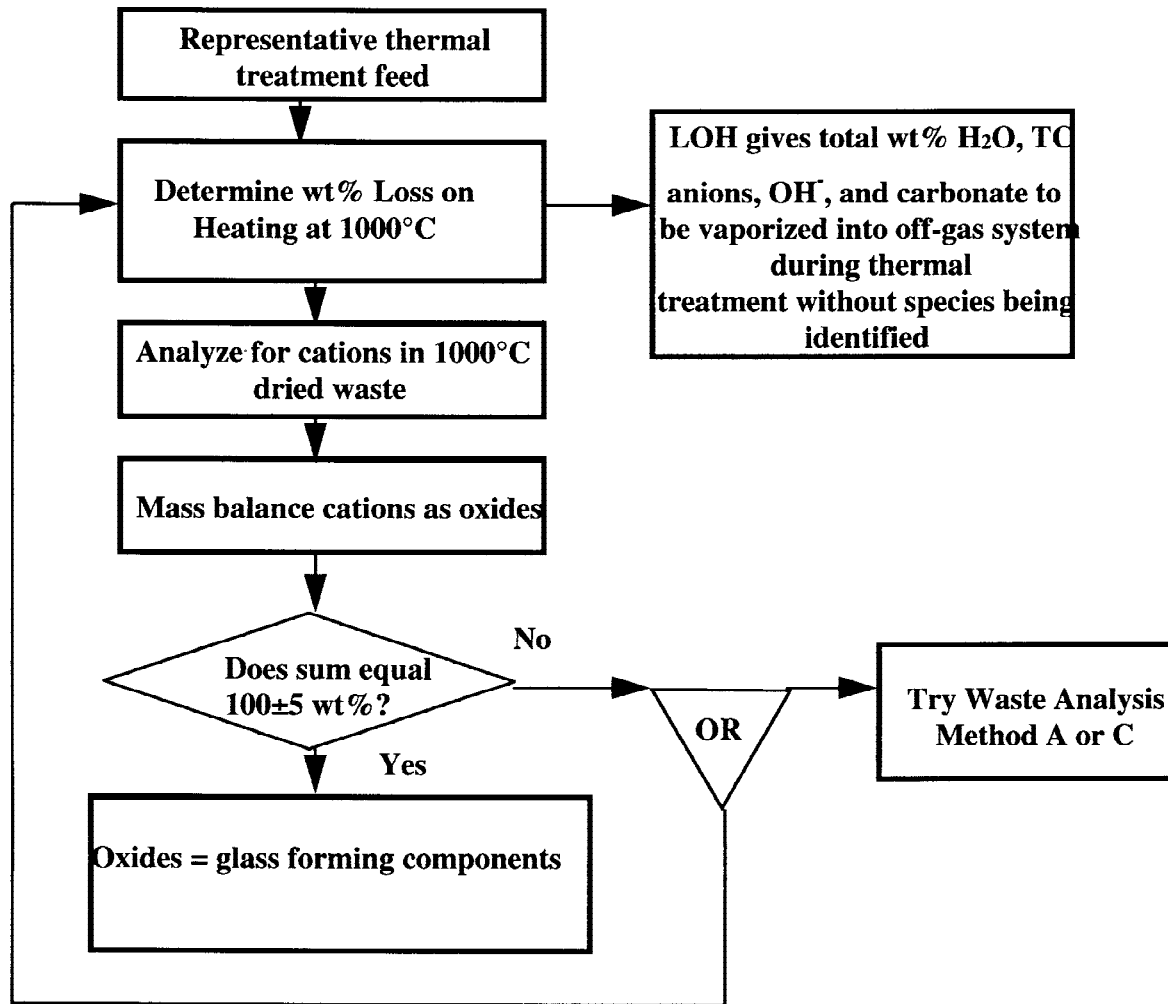 Representative thermal
treatment feed
Determine wt% Loss on
Heating at 1000°C
LOH gives total wt% H₂O, TC
anions, OH⁻, and carbonate to
be vaporized into off-gas system
during thermal
treatment without species being
identified
Analyze for cations in 1000°C
dried waste
Mass balance cations as oxides
Does sum equal
100±5 wt%?
No
Yes
OR
Try Waste Analysis
Method A or C
Oxides = glass forming components